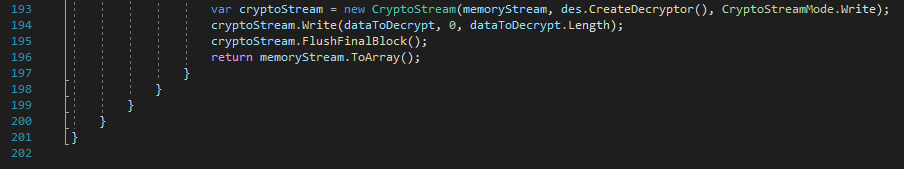 193 var cryptoStream = new CryptoStream(memoryStream, des.CreateDecryptor(), CryptoStreamMode.Write);
194 cryptoStream.Write(dataToDecrypt, 0, dataToDecrypt.Length);
195 cryptoStream.FlushFinalBlock();
196 return memoryStream.ToArray();
197 }
198 }
199 }
200 }
201 }
202